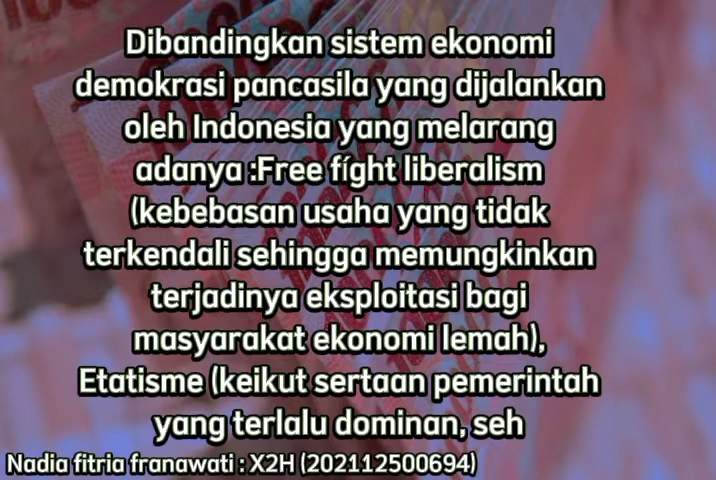 Dibandingkan sistem ekonomi
demokrasi pancasila yang dijalankan
oleh Indonesia yang melarang
adanya :Free fíght liberalism
(kebebasan usaha yang tidak
terkendali sehingga memungkinkan
terjadinya eksploitasi bagi
masyarakat ekonomi lemah),
Etatisme (keikut sertaan pemerintah
yang terlalu dominan, seh
Nadia fitria franawati : X2H (202112500694)